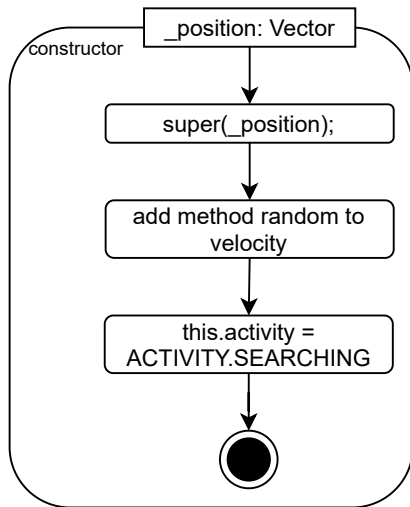 _position: Vector
constructor
super(_position);
add method random to
velocity
this.activity =
ACTIVITY.SEARCHING